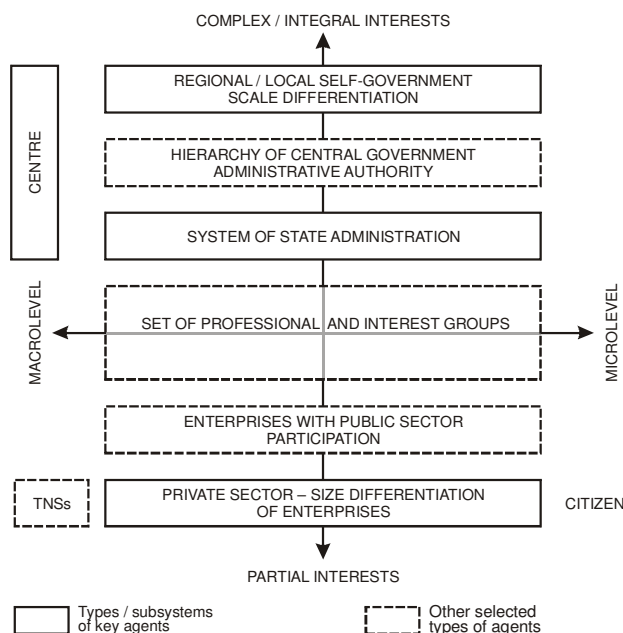 COMPLEX / INTEGRAL INTERESTS
REGIONAL / LOCAL SELF-GOVERNMENT
SCALE DIFFERENTIATION
CENTRE
HIERARCHY OF CENTRAL GOVERNMENT
ADMINISTRATIVE AUTHORITY
SYSTEM OF STATE ADMINISTRATION
MACROLEVEL
SET OF PROFESSIONAL AND INTEREST GROUPS
MICROLEVEL
ENTERPRISES WITH PUBLIC SECTOR
PARTICIPATION
TNSs
PRIVATE SECTOR – SIZE DIFFERENTIATION
OF ENTERPRISES
CITIZEN
PARTIAL INTERESTS
Types / subsystems
of key agents
Other selected
types of agents